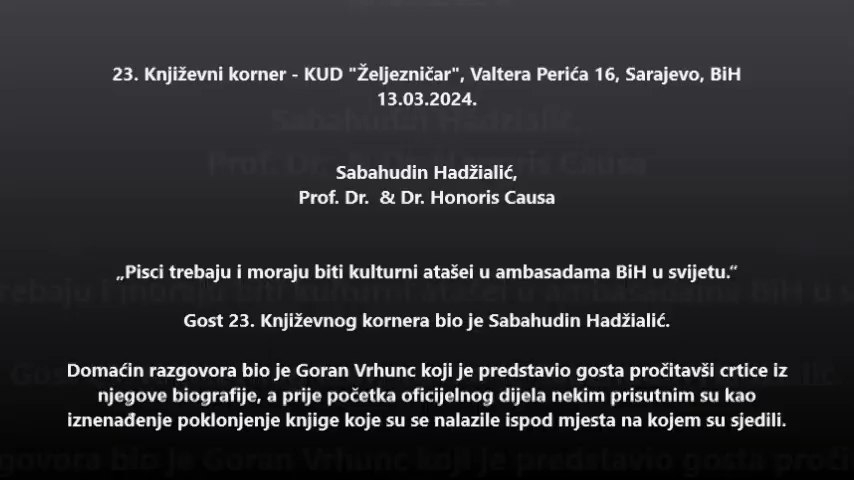 23. Književni korner - KUD "Željezničar", Valtera Perića 16, Sarajevo, BiH
13.03.2024.
Sabahudin Hadžialić,
Prof. Dr.  & Dr. Honoris Causa
„Pisci trebaju i moraju biti kulturni atašei u ambasadama BiH u svijetu.“
Gost 23. Književnog kornera bio je Sabahudin Hadžialić.
Domaćin razgovora bio je Goran Vrhunc koji je predstavio gosta pročitavši crtice iz
njegove biografije, a prije početka oficijelnog dijela nekim prisutnim su kao
iznenađenje poklonjenje knjige koje su se nalazile ispod mjesta na kojem su sjedili.